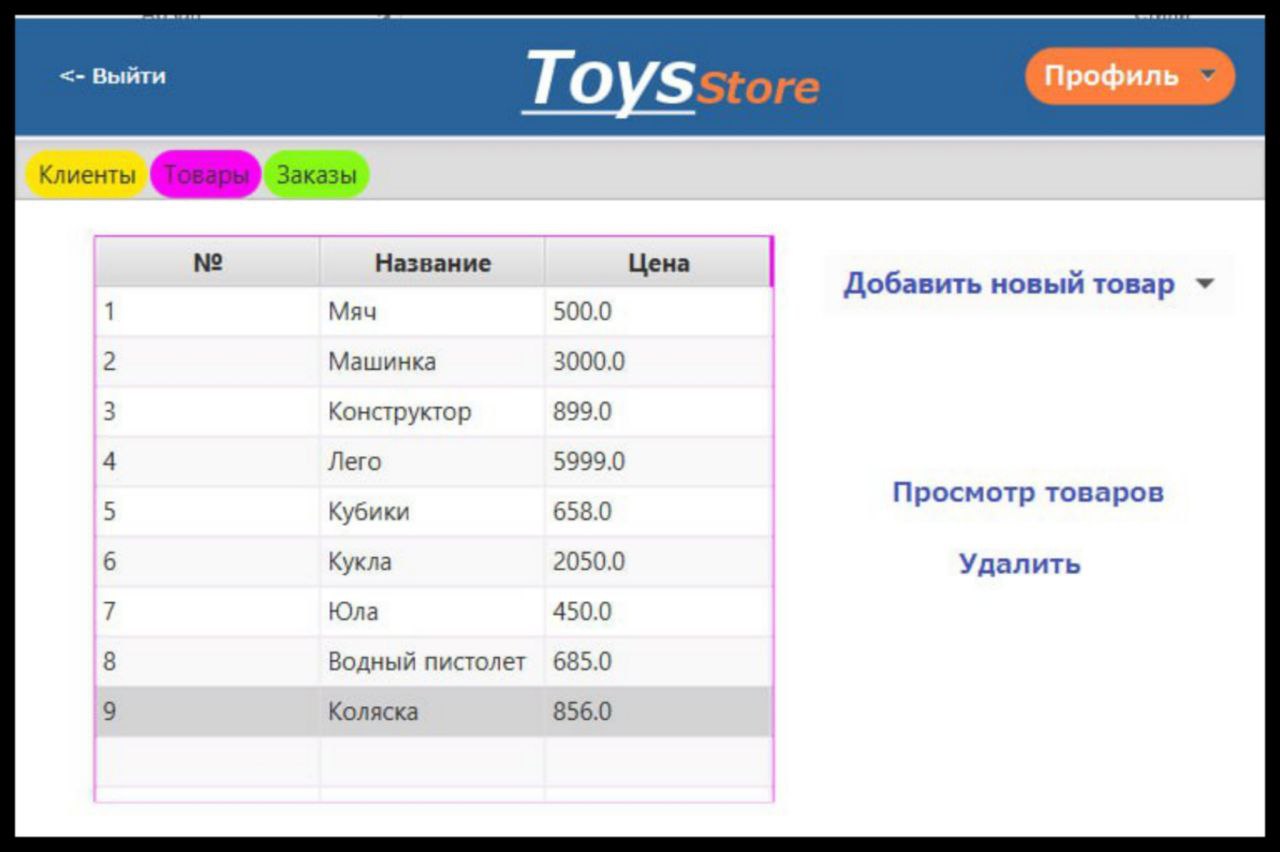 <- Выйти
Toys Store
Профиль
Клиенты Товары Заказы
№ Название Цена
1 Мяч 500.0
2 Машинка 3000.0
3 Конструктор 899.0
4 Лего 5999.0
5 Кубики 658.0
6 Кукла 2050.0
7 Юла 450.0
8 Водный пистолет 685.0
9 Коляска 856.0
Добавить новый товар
Просмотр товаров
Удалить